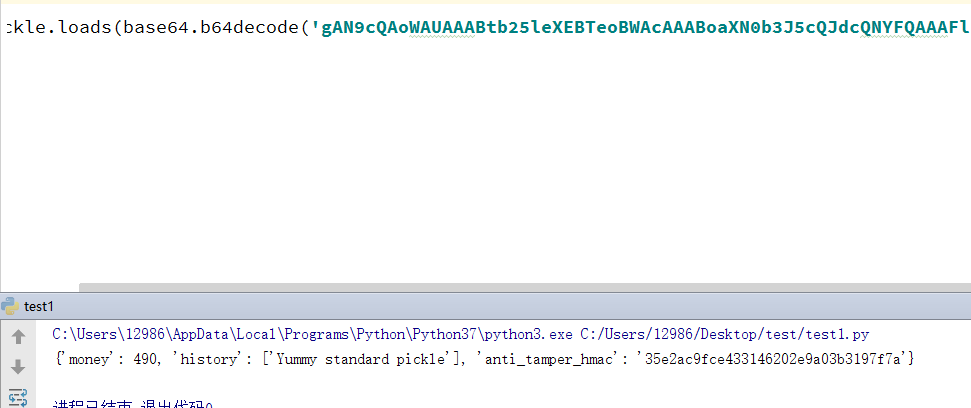 ckle.loads(base64.b64decode('gAN9cQAoWAUAAABtb25leXEBTeoBWAcAAABoaXN0b3J5cQJdcQNYFQAAAFl
test1
C:\Users\12986\AppData\Local\Programs\Python\Python37\python3.exe C:/Users/12986/Desktop/test/test1.py
{'money': 490, 'history': ['Yummy standard pickle'], 'anti_tamper_hmac': '35e2ac9fce433146202e9a03b3197f7a'}
进程已结束,退出代码0